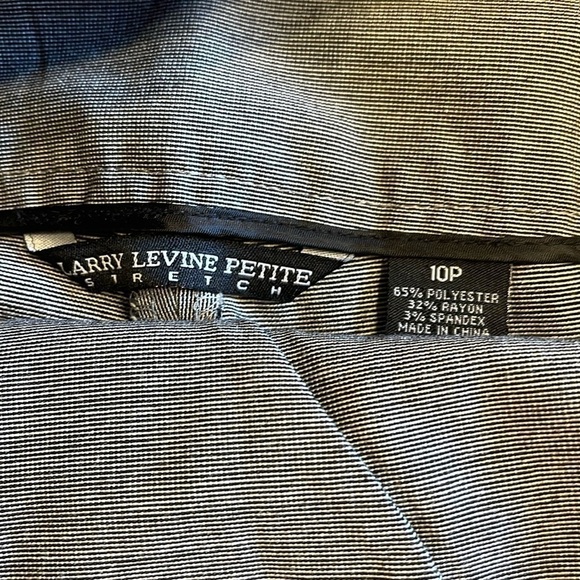 LARRY LEVINE PETITE
STRETCH
10P
65% POLYESTER
32% RAYON
3% SPANDEX
MADE IN CHINA